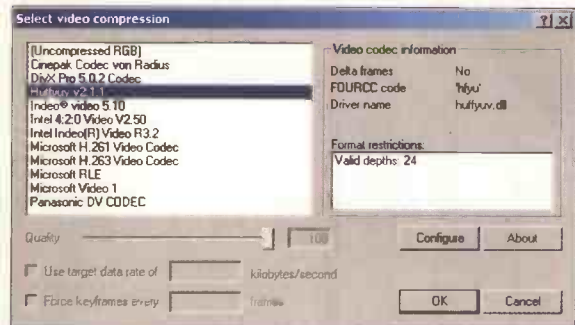 Select video compression
(Uncompressed RGB)
Cinepak Codec von Radius
DivX Pro 5.0.2 Codec
Huffyuv v2.1.1
Indeo® video 5.10
Intel 4:2:0 Video V2.50
Intel Indeo(R) Video R3.2
Microsoft H.261 Video Codec
Microsoft H.263 Video Codec
Microsoft RLE
Microsoft Video 1
Panasonic DV CODEC
Video codec information
Delta frames No
FOURCC code 'hfyu'
Driver name huffyuv.dll
Format restrictions:
Valid depths: 24
Quality 100
Configure About
Use target data rate of kilobytes/second
Force keyframes every frames
OK Cancel